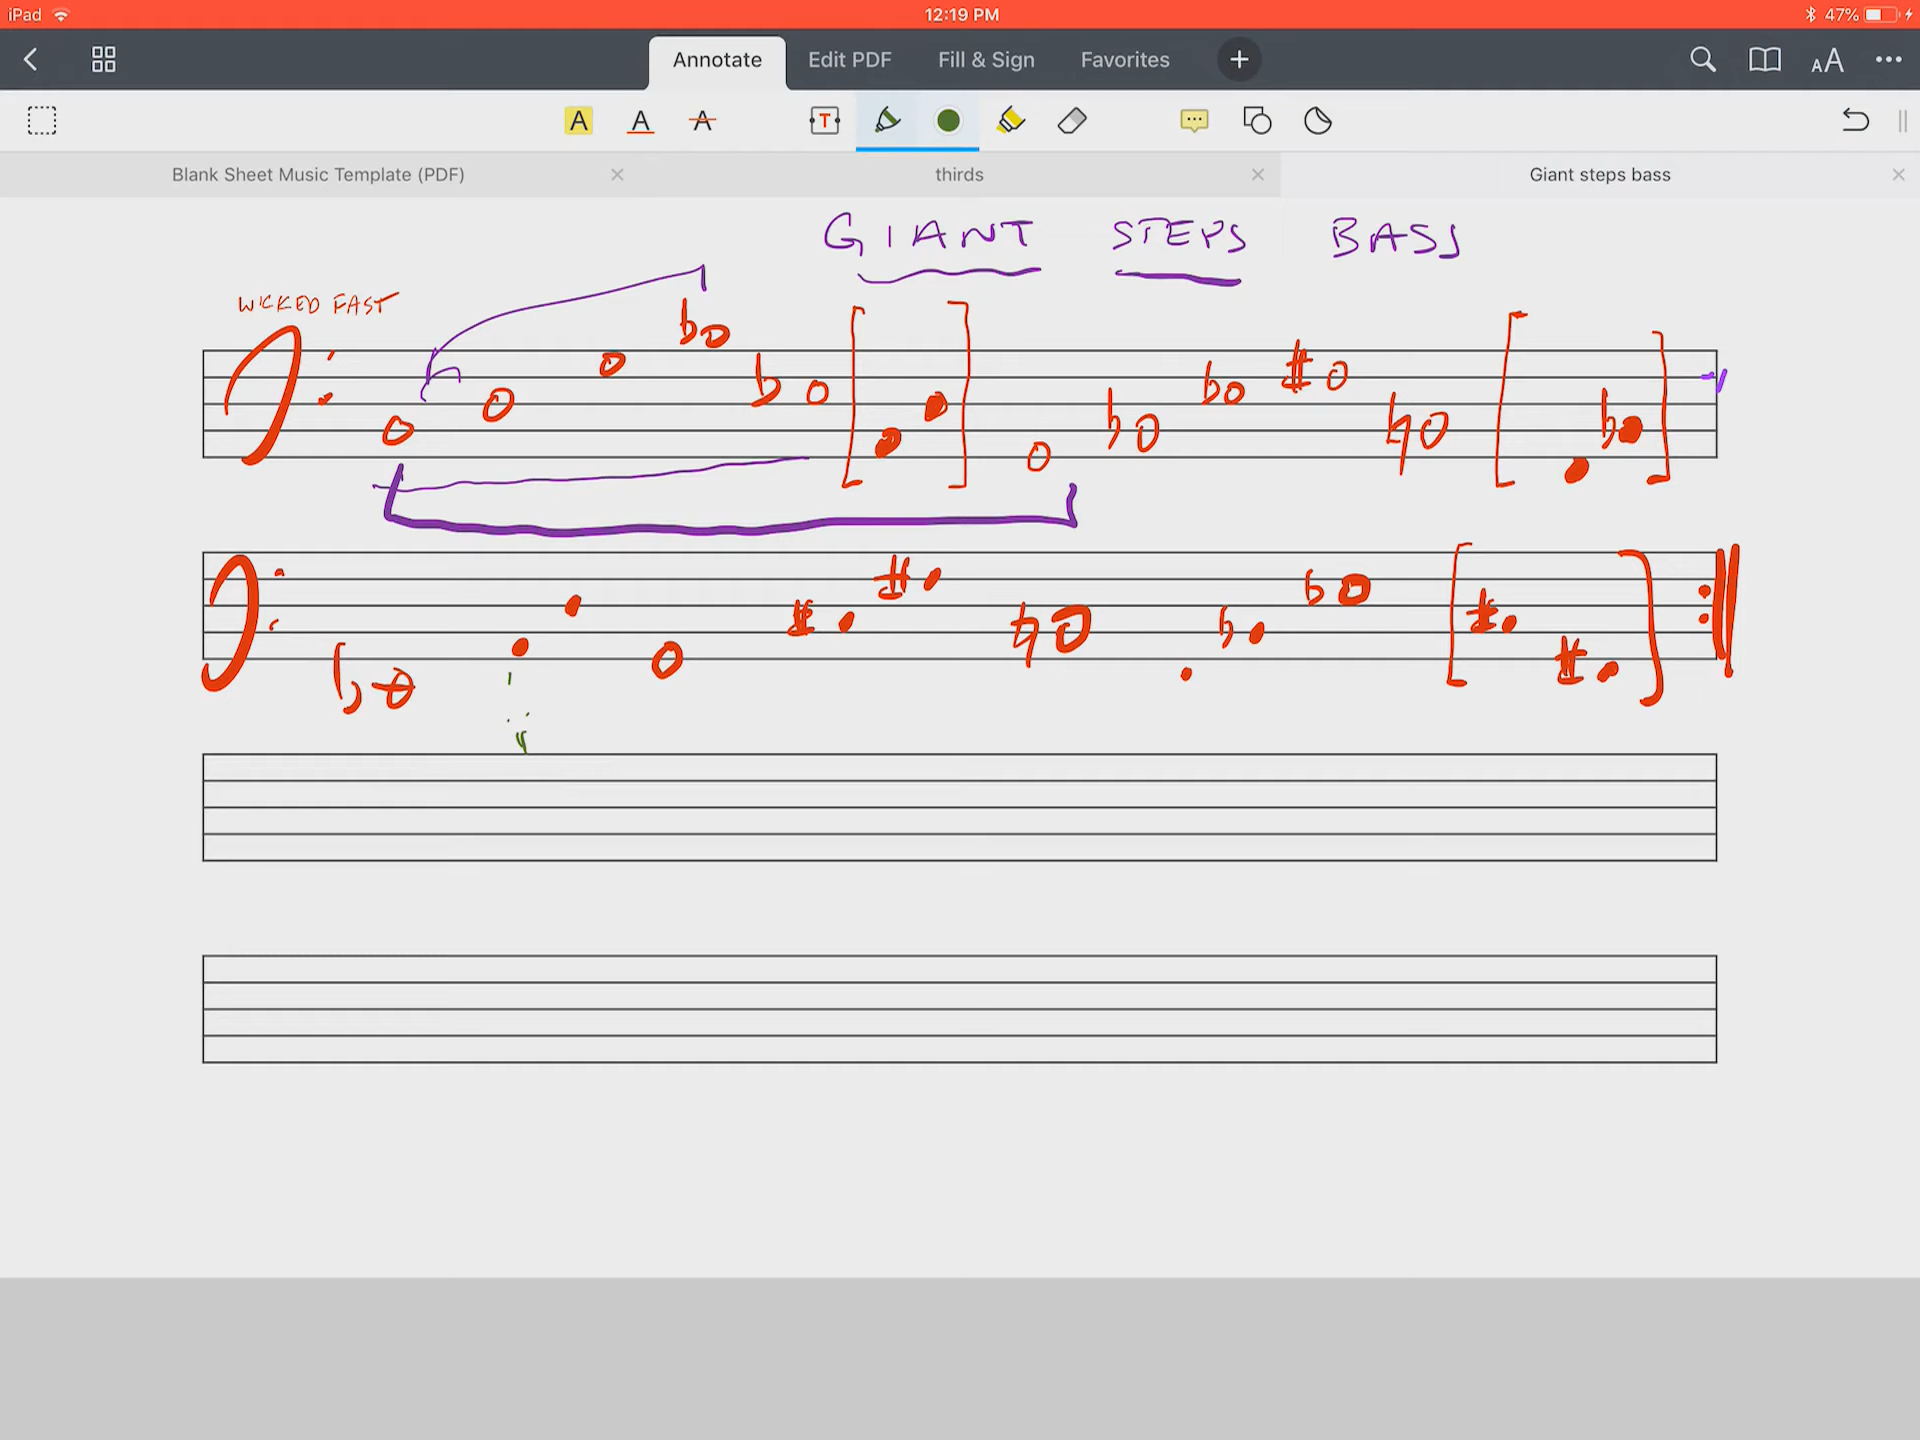 iPad 12:19 PM 47%
Annotate Edit PDF Fill & Sign Favorites
A A A T AA
Blank Sheet Music Template (PDF) thirds Giant steps bass
GIANT STEPS BASS
WICKED FAST